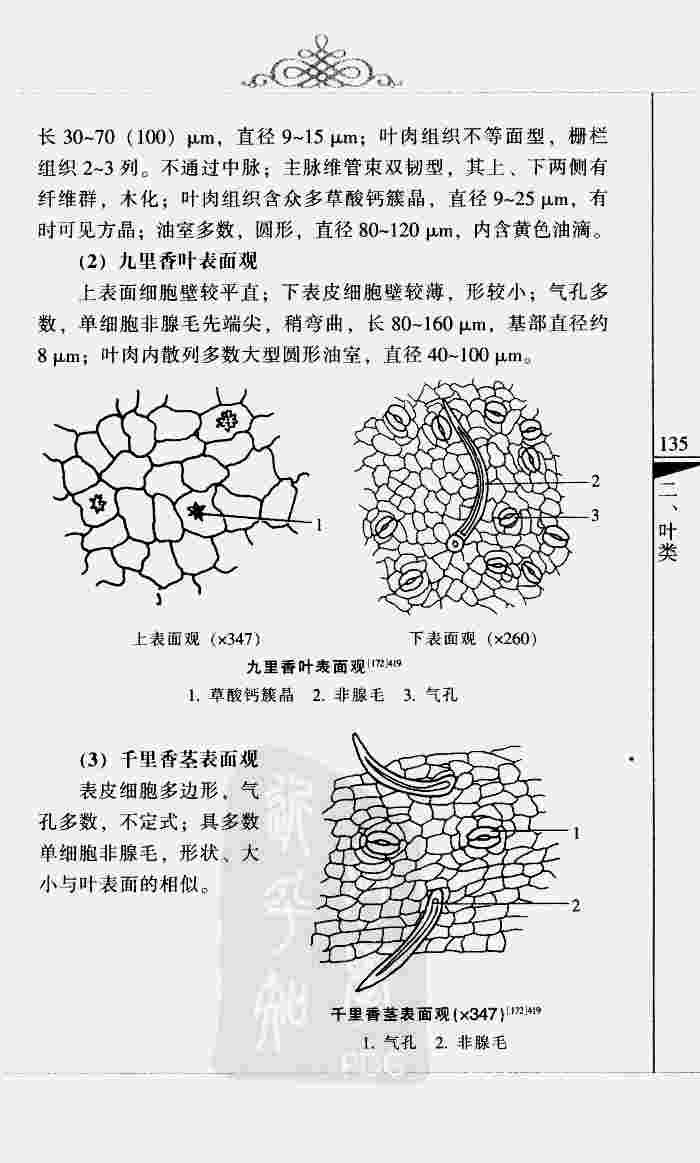 长 30~70 (100) μm，直径 9~15 μm；叶肉组织不等面型，栅栏
组织 2~3 列。不通过中脉；主脉维管束双韧型，其上、下两侧有
纤维群，木化；叶肉组织含众多草酸钙簇晶，直径 9~25 μm，有
时可见方晶；油室多数，圆形，直径 80~120 μm，内含黄色油滴。
(2) 九里香叶表面观
上表面细胞壁较平直；下表皮细胞壁较薄，形较小；气孔多
数，单细胞非腺毛先端尖，稍弯曲，长 80~160 μm，基部直径约
8 μm；叶肉内散列多数大型圆形油室，直径 40~100 μm。
135
二、叶类
1
2
3
上表面观 (×347)
下表面观 (×260)
九里香叶表面观[172]419
1. 草酸钙簇晶 2. 非腺毛 3. 气孔
(3) 千里香茎表面观
表皮细胞多边形，气
孔多数，不定式；具多数
单细胞非腺毛，形状、大
小与叶表面的相似。
1
2
千里香茎表面观(×347)[172]419
1. 气孔 2. 非腺毛
PDG